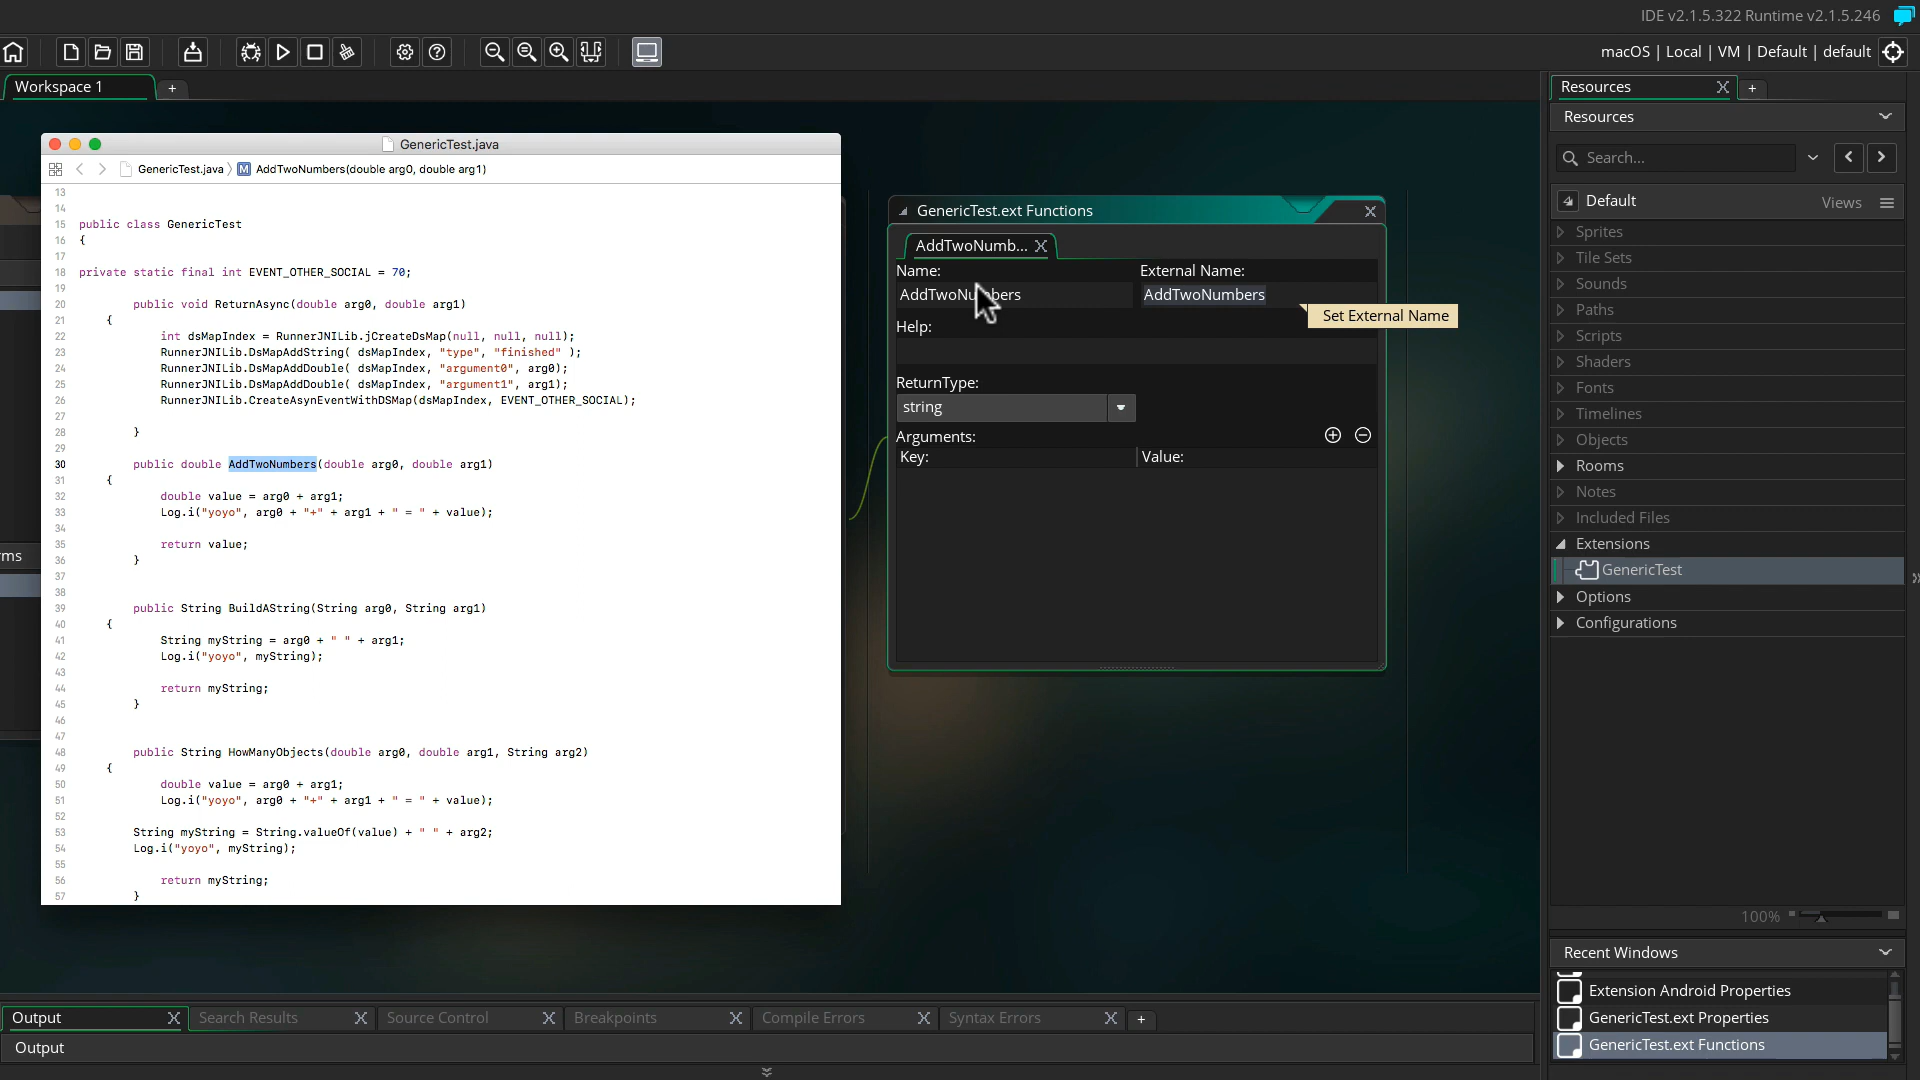 IDE v2.1.5.322 Runtime v2.1.5.246
macOS | Local | VM | Default | default
Workspace 1
+
GenericTest.java
GenericTest.java 〉 M AddTwoNumbers(double arg0, double arg1)
13
14
15 public class GenericTest
16 {
17
18 private static final int EVENT_OTHER_SOCIAL = 70;
19
20 public void ReturnAsync(double arg0, double arg1)
21 {
22 int dsMapIndex = RunnerJNILib.jCreateDsMap(null, null, null);
23 RunnerJNILib.DsMapAddString( dsMapIndex, "type", "finished" );
24 RunnerJNILib.DsMapAddDouble( dsMapIndex, "argument0", arg0);
25 RunnerJNILib.DsMapAddDouble( dsMapIndex, "argument1", arg1);
26 RunnerJNILib.CreateAsynEventWithDSMap(dsMapIndex, EVENT_OTHER_SOCIAL);
27
28 }
29
30 public double AddTwoNumbers(double arg0, double arg1)
31 {
32 double value = arg0 + arg1;
33 Log.i("yoyo", arg0 + "+" + arg1 + " = " + value);
34
35 return value;
36 }
37
38
39 public String BuildAString(String arg0, String arg1)
40 {
41 String myString = arg0 + " " + arg1;
42 Log.i("yoyo", myString);
43
44 return myString;
45 }
46
47
48 public String HowManyObjects(double arg0, double arg1, String arg2)
49 {
50 double value = arg0 + arg1;
51 Log.i("yoyo", arg0 + "+" + arg1 + " = " + value);
52
53 String myString = String.valueOf(value) + " " + arg2;
54 Log.i("yoyo", myString);
55
56 return myString;
57 }
rms
GenericTest.ext Functions
AddTwoNumb...
Name: External Name:
AddTwoNumbers AddTwoNumbers
Set External Name
Help:
ReturnType:
string
Arguments:
Key: Value:
Resources
+
Resources
Search...
Default Views
Sprites
Tile Sets
Sounds
Paths
Scripts
Shaders
Fonts
Timelines
Objects
Rooms
Notes
Included Files
Extensions
GenericTest
Options
Configurations
100%
Recent Windows
Extension Android Properties
GenericTest.ext Properties
GenericTest.ext Functions
Output Search Results Source Control Breakpoints Compile Errors Syntax Errors +
Output